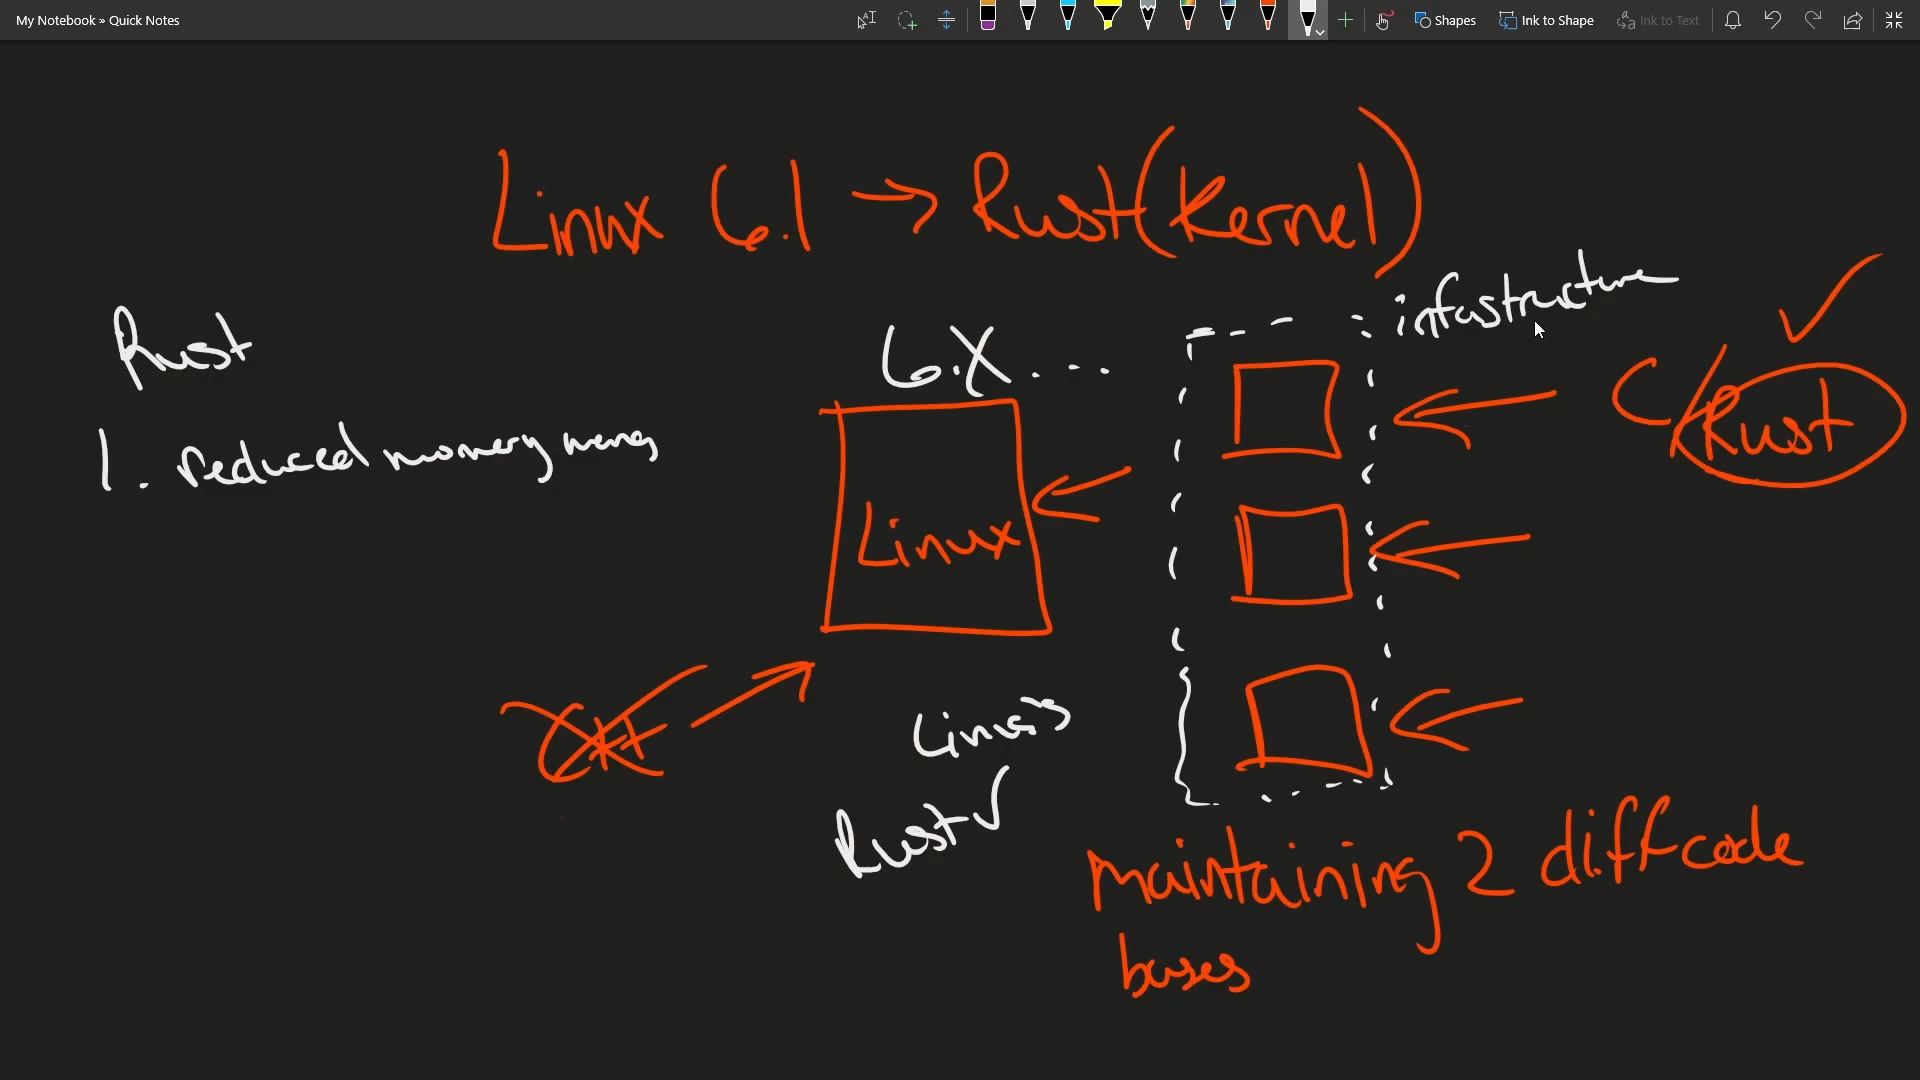 My Notebook » Quick Notes
Shapes
Ink to Shape
Ink to Text
Linux 6.1 → Rust(Kernel)
infastructure
Rust
6.X...
C/Rust
1. reduced
Linux
C++
Rust✓
maintaining 2 diff code
bases